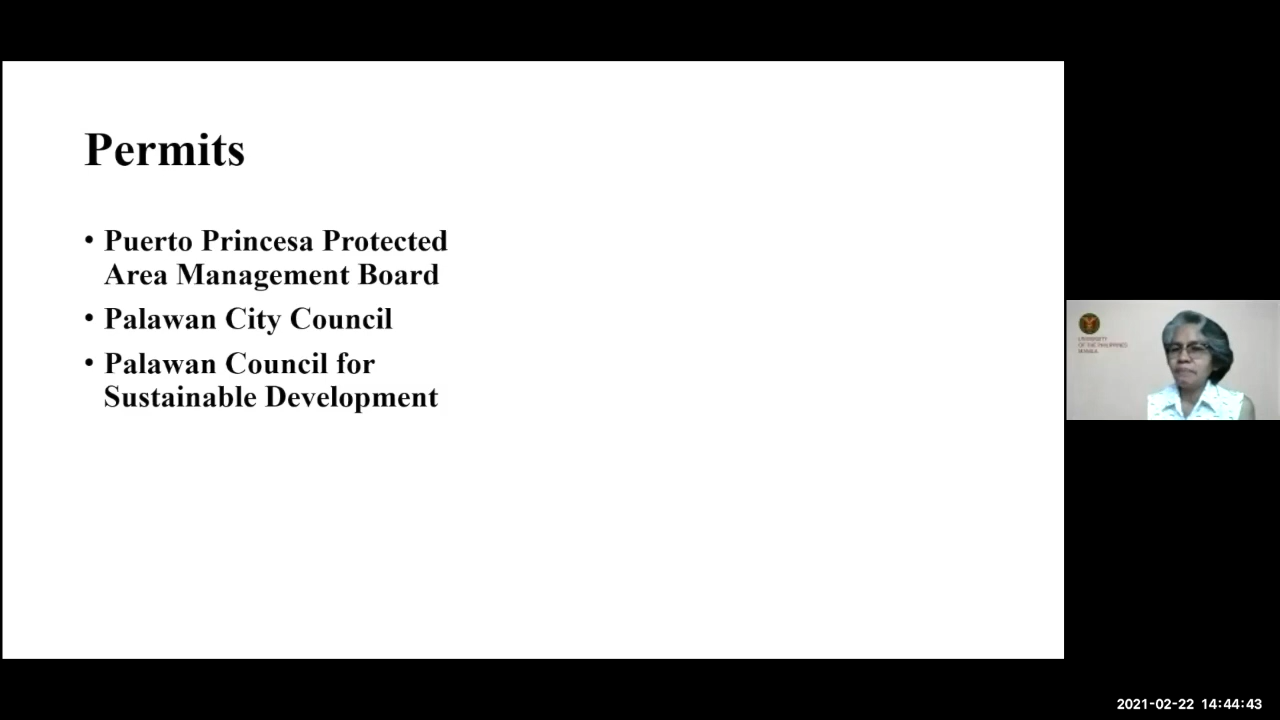 Permits
• Puerto Princesa Protected
Area Management Board
• Palawan City Council
• Palawan Council for
Sustainable Development
UNIVERSITY
OF THE PHILIPPINES
MANILA
2021-02-22 14:44:43